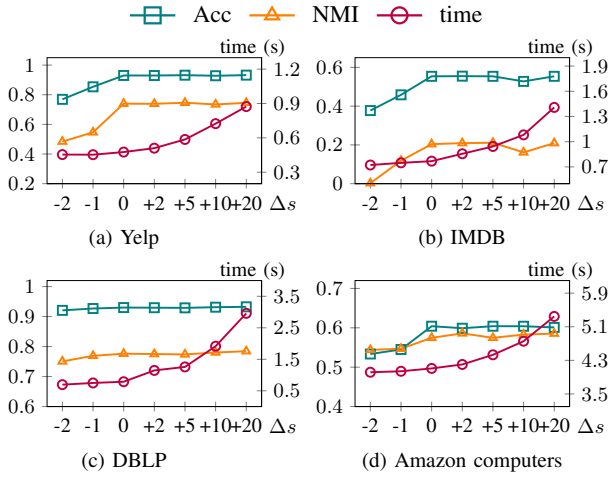 Acc NMI time
time (s)
1
0.8
0.6
0.4
0.2
1.2
0.9
0.6
0.3
-2 -1 0 +2 +5 +10 +20 Δs
(a) Yelp
time (s)
0.6
0.4
0.2
0
1.9
1.6
1.3
1
0.7
-2 -1 0 +2 +5 +10 +20 Δs
(b) IMDB
time (s)
1
0.9
0.8
0.7
0.6
3.5
2.5
1.5
0.5
-2 -1 0 +2 +5 +10 +20 Δs
(c) DBLP
time (s)
0.7
0.6
0.5
0.4
5.9
5.1
4.3
3.5
-2 -1 0 +2 +5 +10 +20 Δs
(d) Amazon computers